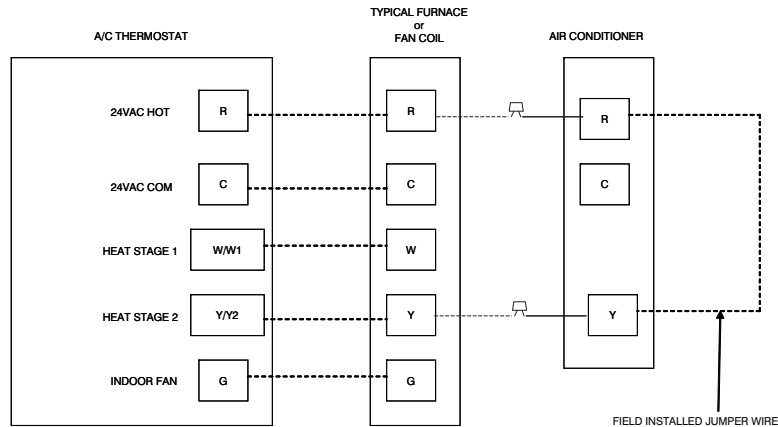 TYPICAL FURNACE
or
FAN COIL
A/C THERMOSTAT
AIR CONDITIONER
24VAC HOT R R R
24VAC COM C C C
HEAT STAGE 1 W/W1 W
HEAT STAGE 2 Y/Y2 Y Y
INDOOR FAN G G
FIELD INSTALLED JUMPER WIRE